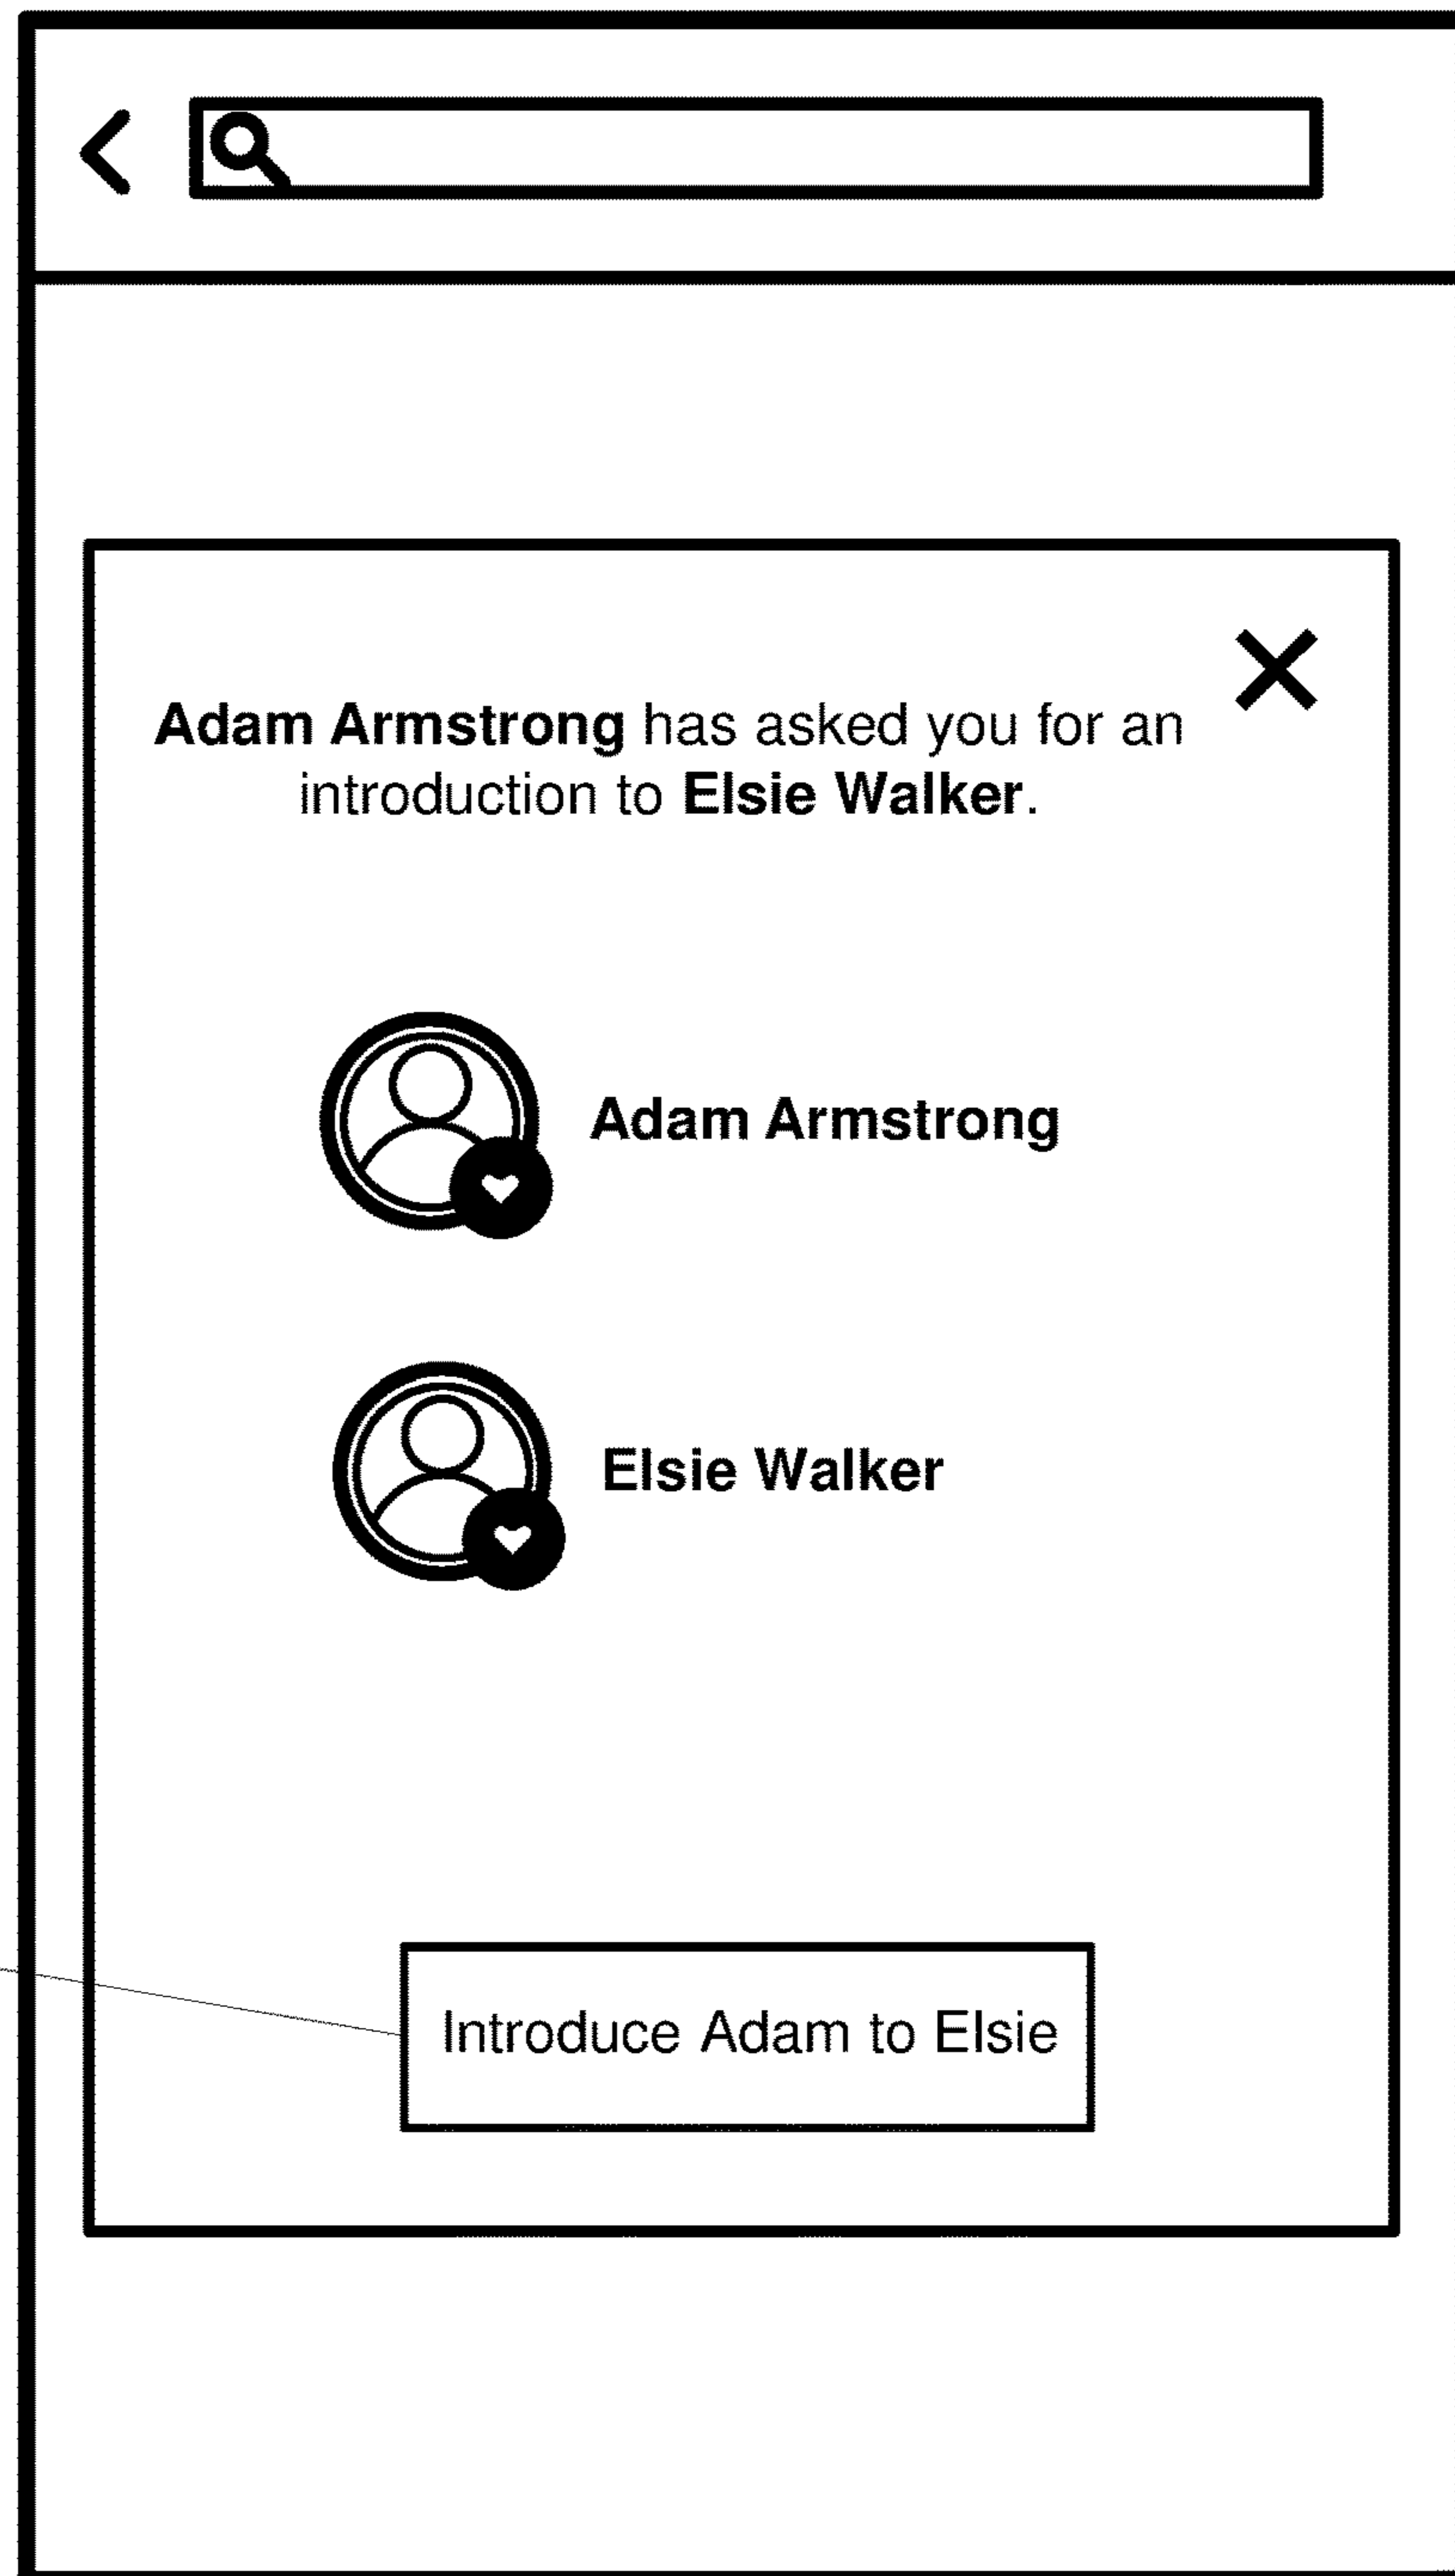 Adam Armstrong has asked you for an
introduction to Elsie Walker.
Adam Armstrong
Elsie Walker
Introduce Adam to Elsie